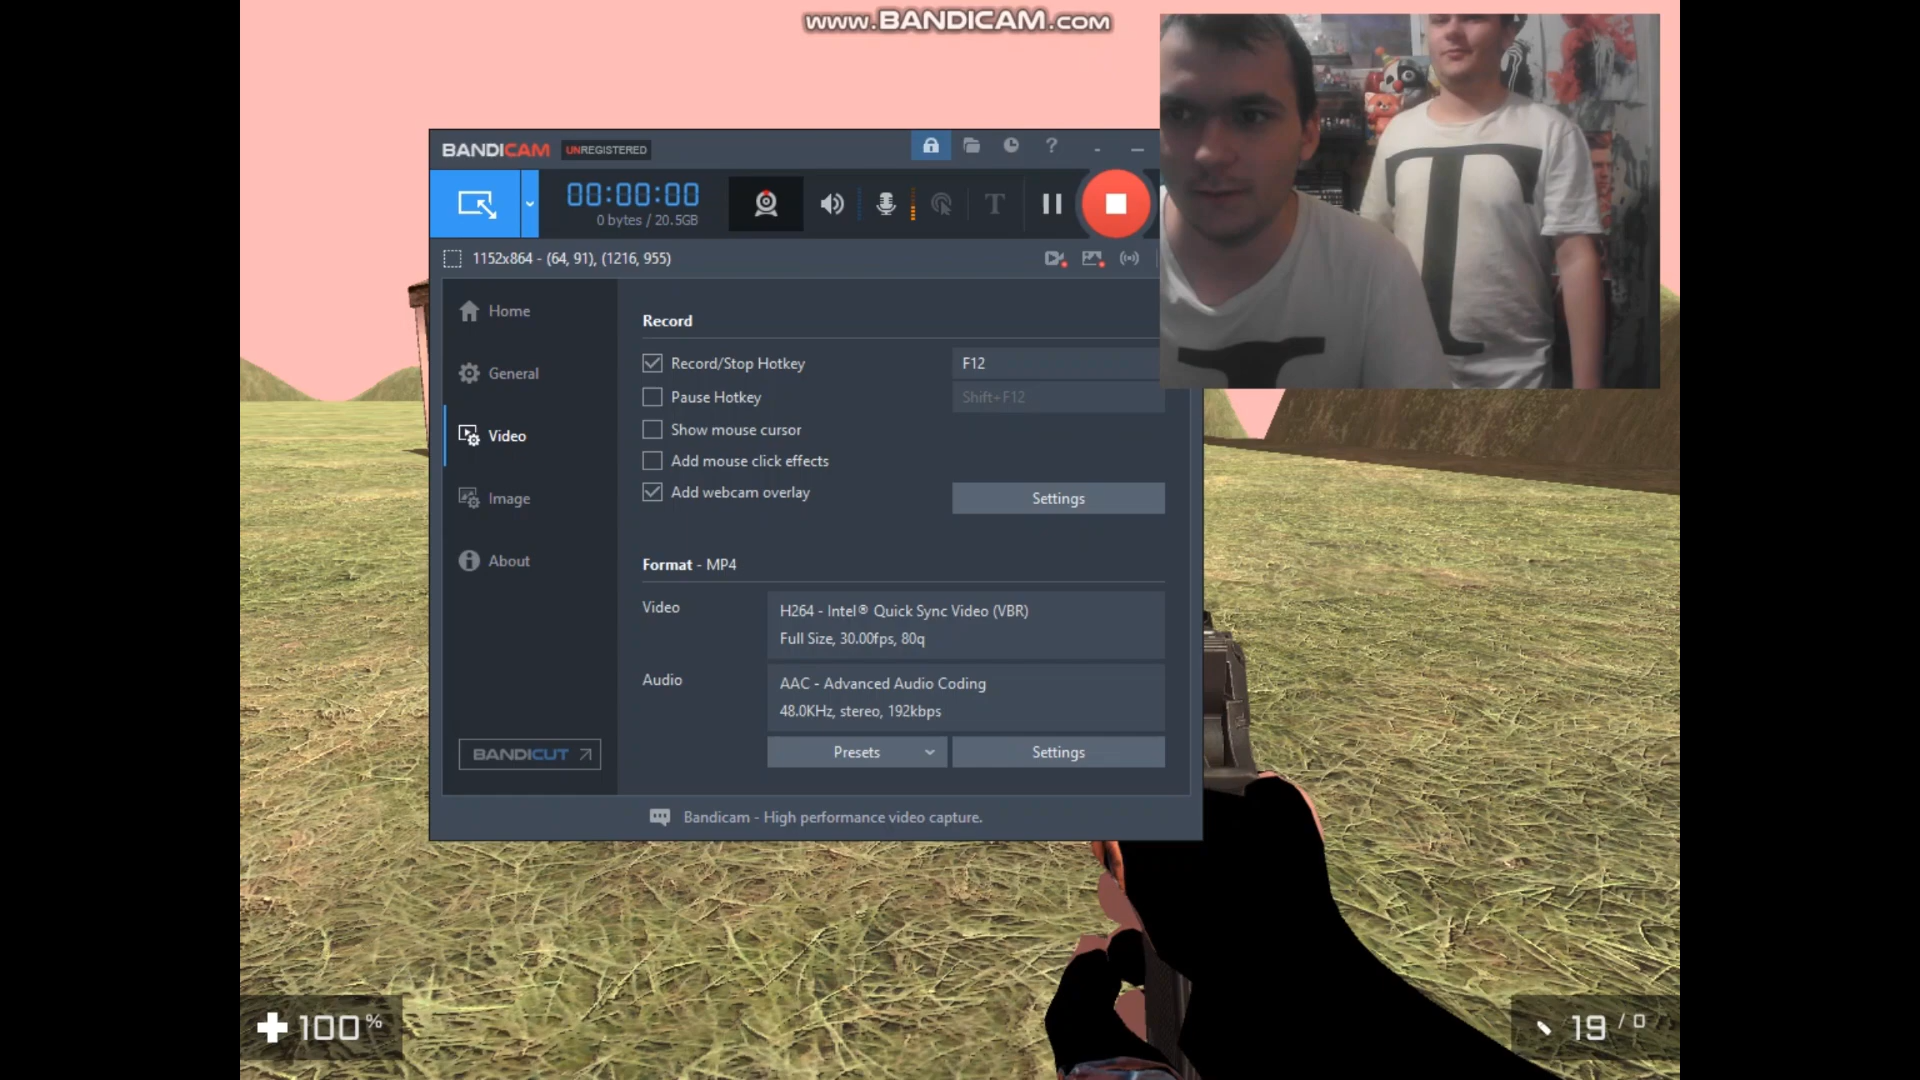 www.BANDICAM.COM
BANDICAM UNREGISTERED
00:00:00
0 bytes / 20.5GB
T
1152x864 - (64, 91), (1216, 955)
Home
General
Video
Image
About
BANDICUT
Record
Record/Stop Hotkey F12
Pause Hotkey Shift+F12
Show mouse cursor
Add mouse click effects
Add webcam overlay Settings
Format - MP4
Video H264 - Intel® Quick Sync Video (VBR)
Full Size, 30.00fps, 80q
Audio AAC - Advanced Audio Coding
48.0KHz, stereo, 192kbps
Presets Settings
Bandicam - High performance video capture.
T
100%
19 / 0